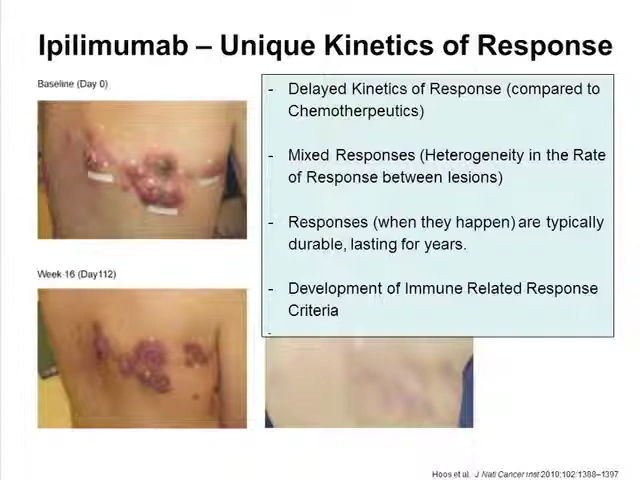 Ipilimumab – Unique Kinetics of Response
Baseline (Day 0)
- Delayed Kinetics of Response (compared to
Chemotherpeutics)
- Mixed Responses (Heterogeneity in the Rate
of Response between lesions)
- Responses (when they happen) are typically
durable, lasting for years.
- Development of Immune Related Response
Criteria
-
Week 16 (Day112)
Hoos et al. J Natl Cancer Inst 2010;102:1388–1397